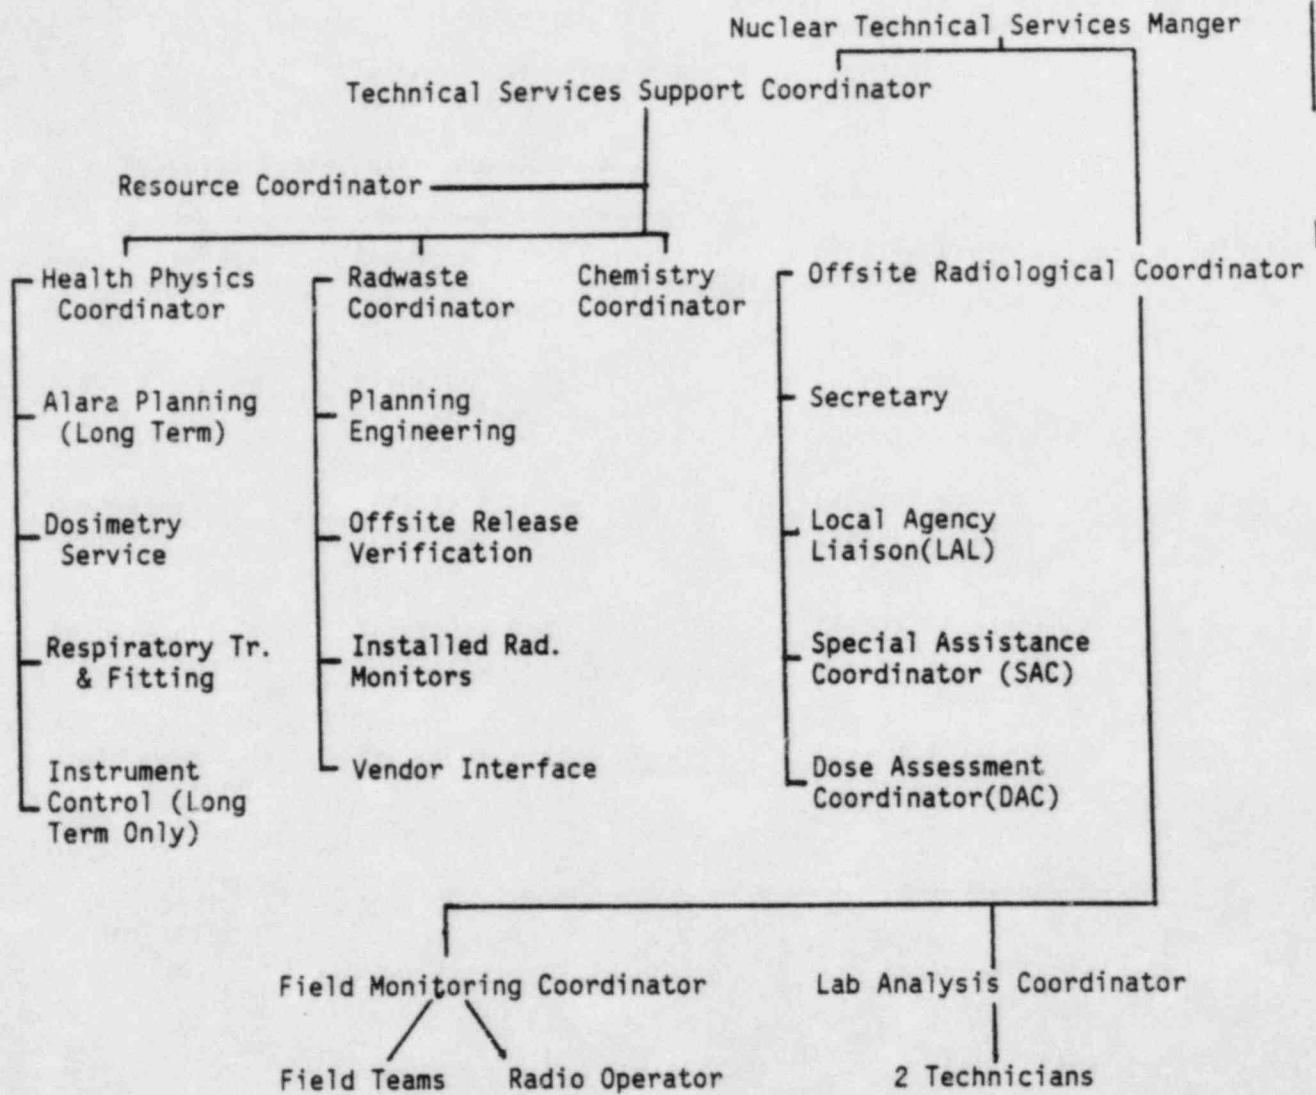 Nuclear Technical Services Manger
Technical Services Support Coordinator
Resource Coordinator
Health Physics
Coordinator
Alara Planning
(Long Term)
Dosimetry
Service
Respiratory Tr.
& Fitting
Instrument
Control (Long
Term Only)
Radwaste
Coordinator
Planning
Engineering
Offsite Release
Verification
Installed Rad.
Monitors
Vendor Interface
Chemistry
Coordinator
Offsite Radiological Coordinator
Secretary
Local Agency
Liaison(LAL)
Special Assistance
Coordinator (SAC)
Dose Assessment
Coordinator(DAC)
Field Monitoring Coordinator
Field Teams
Radio Operator
Lab Analysis Coordinator
2 Technicians